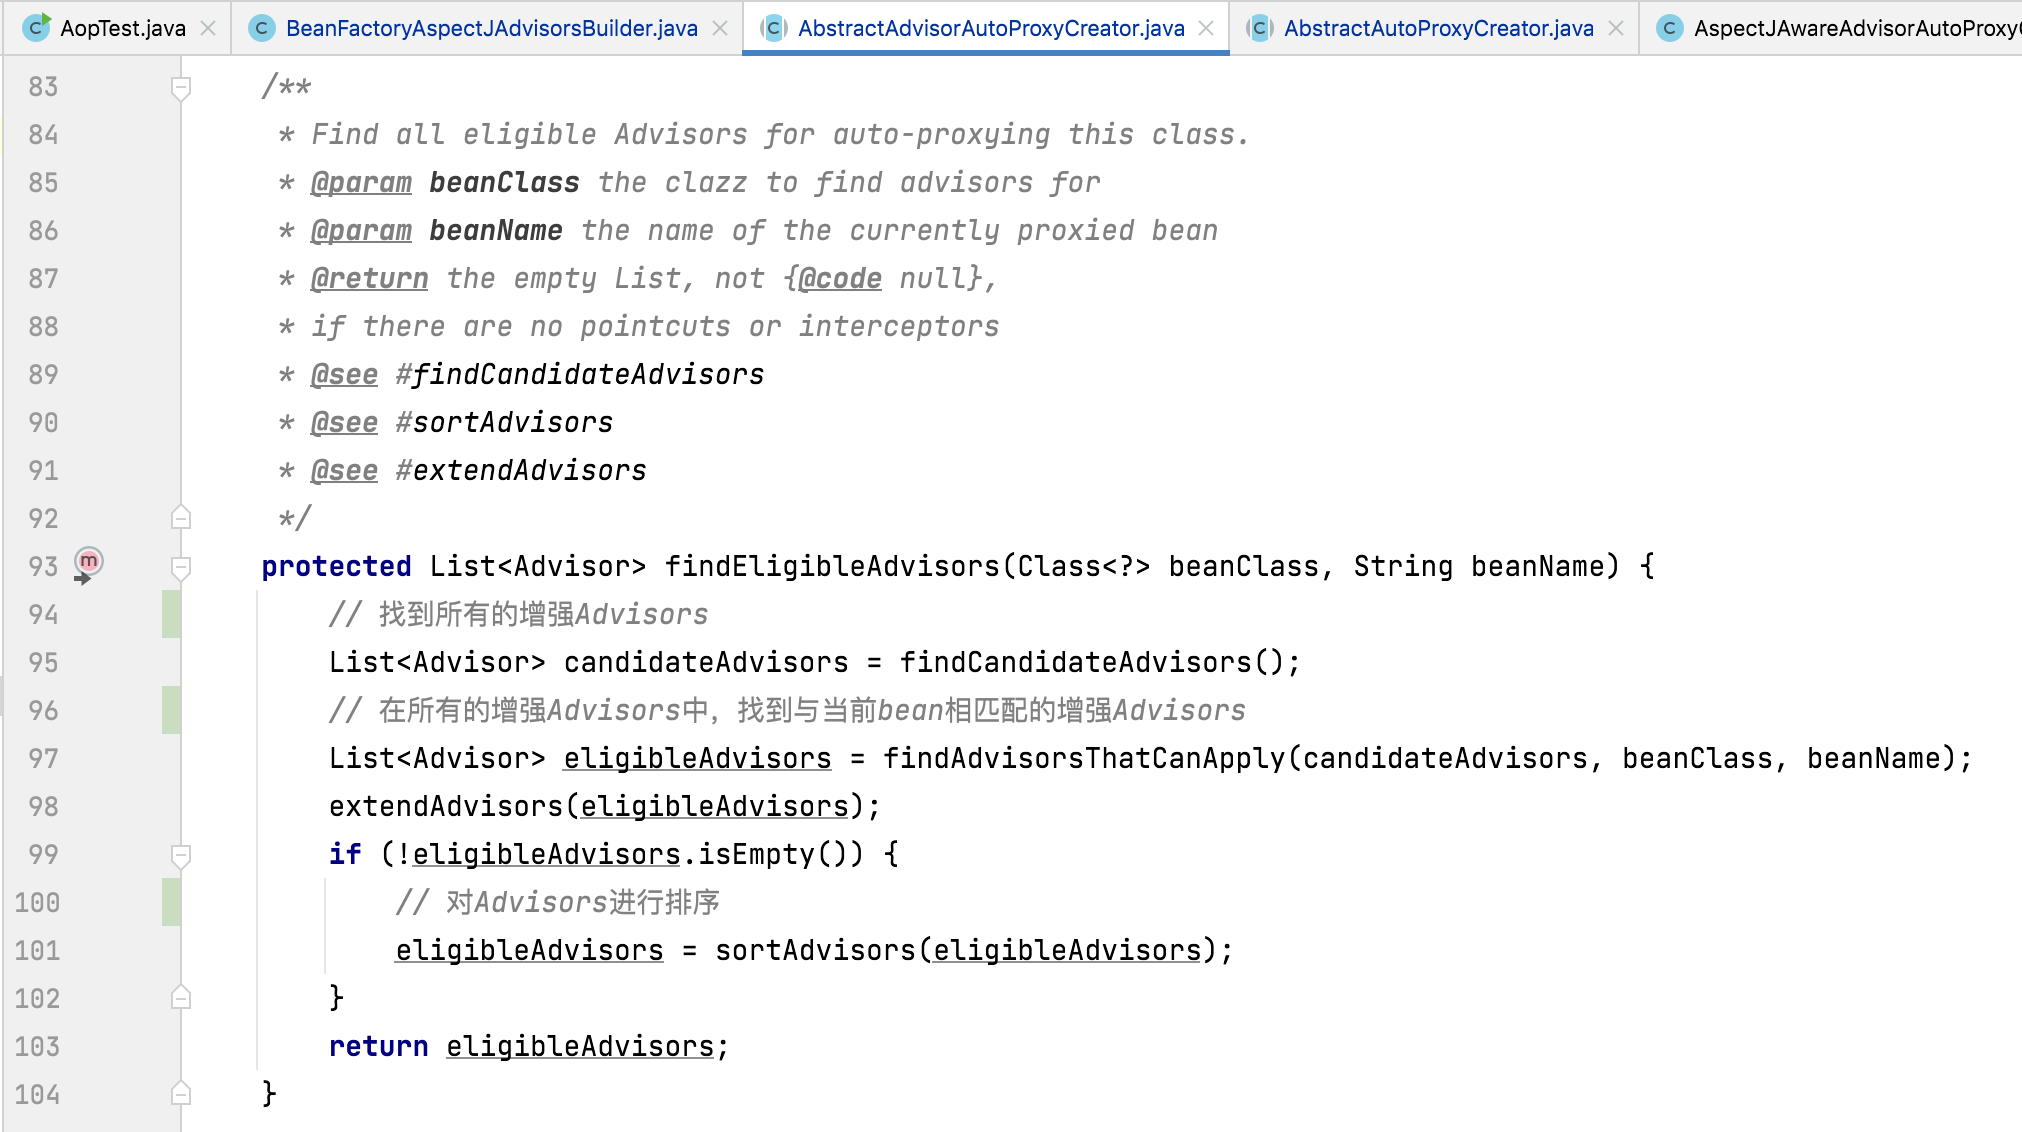 AopTest.java BeanFactoryAspectJAdvisorsBuilder.java AbstractAdvisorAutoProxyCreator.java AbstractAutoProxyCreator.java AspectJAwareAdvisorAutoProxy
83 /**
84 * Find all eligible Advisors for auto-proxying this class.
85 * @param beanClass the clazz to find advisors for
86 * @param beanName the name of the currently proxied bean
87 * @return the empty List, not {@code null},
88 * if there are no pointcuts or interceptors
89 * @see #findCandidateAdvisors
90 * @see #sortAdvisors
91 * @see #extendAdvisors
92 */
93 protected List<Advisor> findEligibleAdvisors(Class<?> beanClass, String beanName) {
94 // 找到所有的增强Advisors
95 List<Advisor> candidateAdvisors = findCandidateAdvisors();
96 // 在所有的增强Advisors中，找到与当前bean相匹配的增强Advisors
97 List<Advisor> eligibleAdvisors = findAdvisorsThatCanApply(candidateAdvisors, beanClass, beanName);
98 extendAdvisors(eligibleAdvisors);
99 if (!eligibleAdvisors.isEmpty()) {
100 // 对Advisors进行排序
101 eligibleAdvisors = sortAdvisors(eligibleAdvisors);
102 }
103 return eligibleAdvisors;
104 }